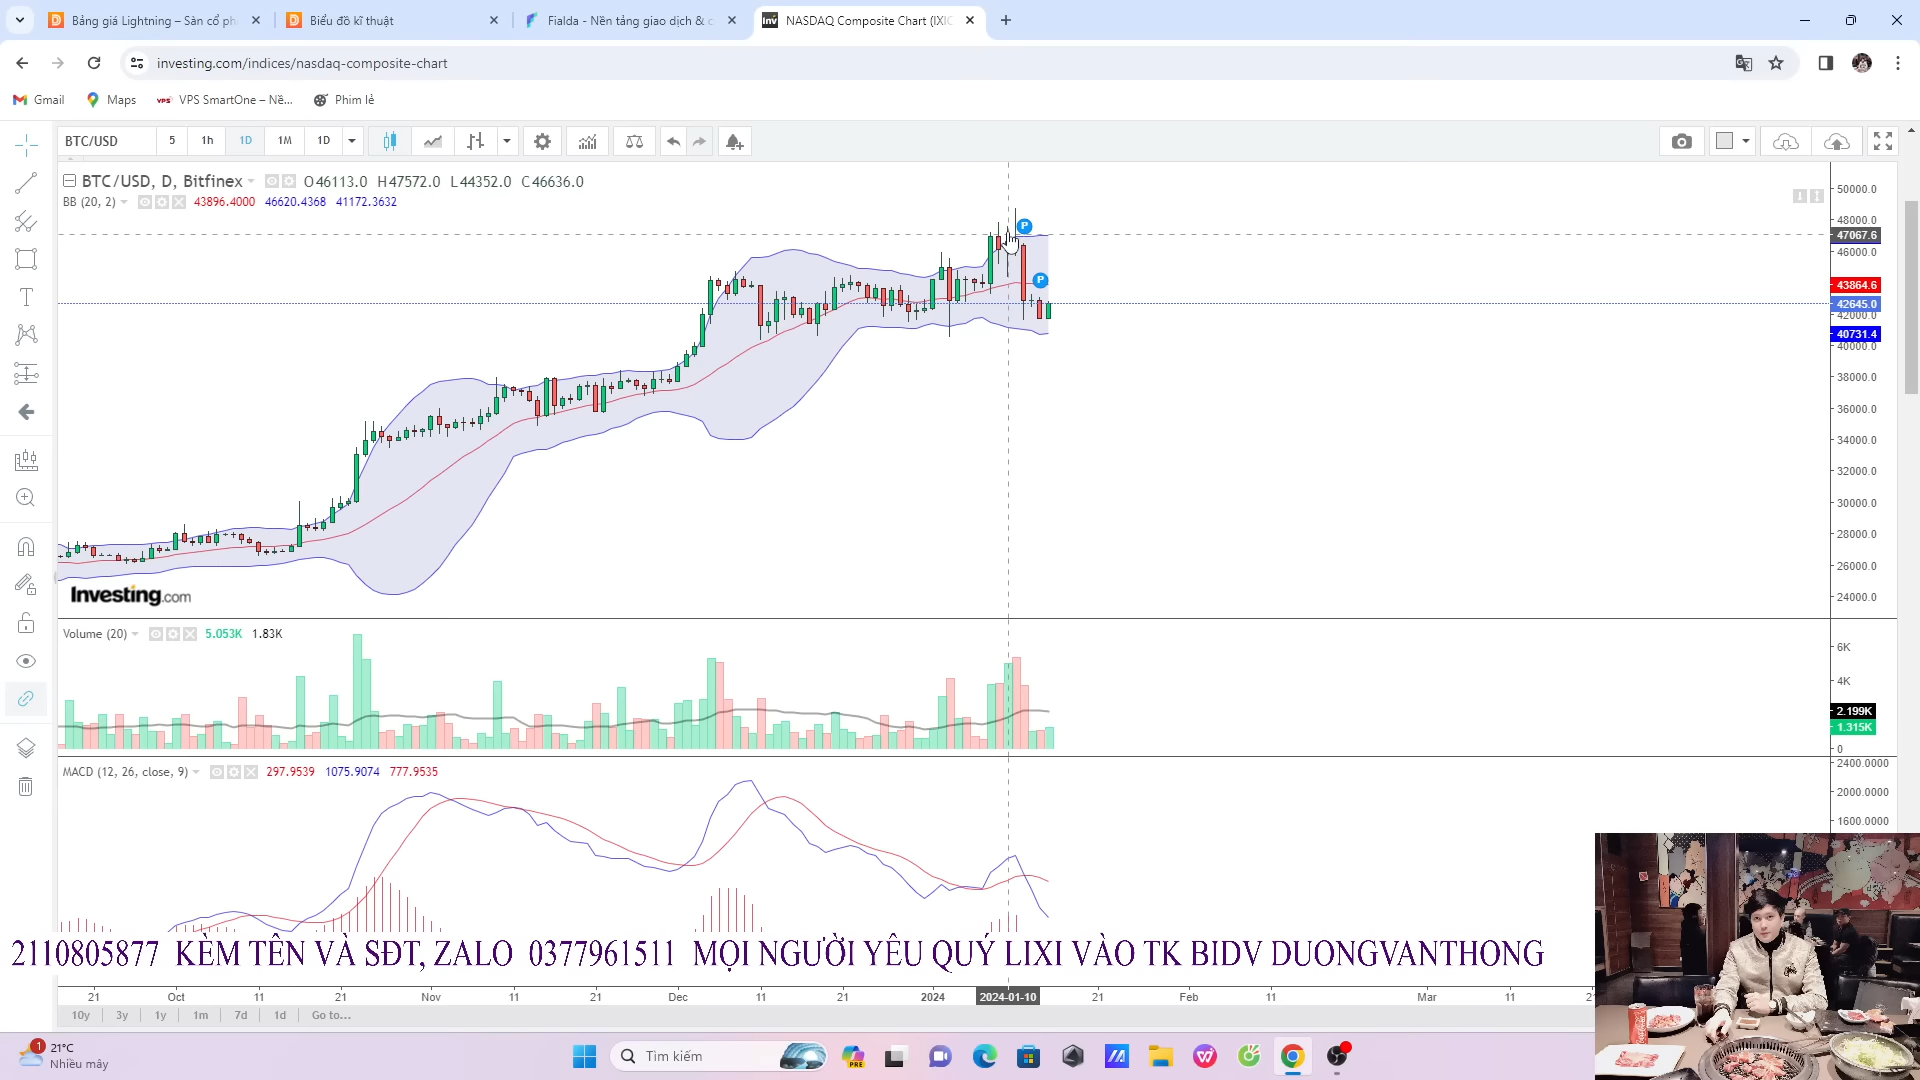 Bảng giá Lightning – Sàn cổ ph
Biểu đồ kĩ thuật
Fialda - Nền tảng giao dịch & c
NASDAQ Composite Chart (IXIC
investing.com/indices/nasdaq-composite-chart
Gmail
Maps
VPS SmartOne – Nề...
Phim lẻ
BTC/USD 5 1h 1D 1M 1D
BTC/USD, D, Bitfinex O46113.0 H47572.0 L44352.0 C46636.0
BB (20, 2) 43896.4000 46620.4368 41172.3632
P
P
50000.0
48000.0
47067.6
46000.0
43864.6
42645.0
42000.0
40731.4
40000.0
38000.0
36000.0
34000.0
32000.0
30000.0
28000.0
26000.0
24000.0
Investing.com
Volume (20) 5.053K 1.83K
6K
4K
2.199K
1.315K
0
MACD (12, 26, close, 9) 297.9539 1075.9074 777.9535
2400.0000
2000.0000
1600.0000
2110805877 KÈM TÊN VÀ SĐT, ZALO 0377961511 MỌI NGƯỜI YÊU QUÝ LIXI VÀO TK BIDV DUONGVANTHONG
21 Oct 11 21 Nov 11 21 Dec 11 21 2024 2024-01-10 21 Feb 11 Mar 11
10y 3y 1y 1m 7d 1d Go to...
1
21°C
Nhiều mây
Tìm kiếm
PRE